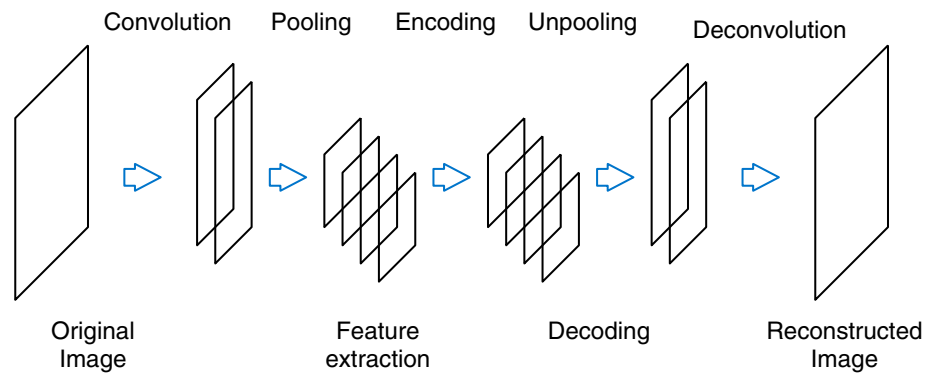 Convolution
Pooling
Encoding
Unpooling
Deconvolution
Original
Image
Feature
extraction
Decoding
Reconstructed
Image